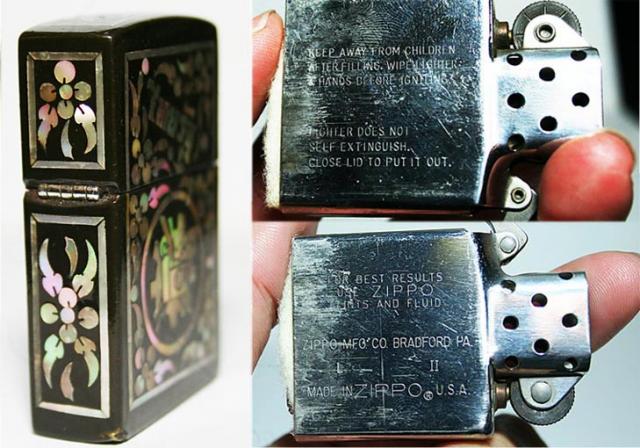 KEEP AWAY FROM CHILDREN
AFTER FILLING, WIPE LIGHTER
& HANDS BEFORE IGNITING
LIGHTER DOES NOT
SELF EXTINGUISH.
CLOSE LID TO PUT IT OUT.
FOR BEST RESULTS
USE ZIPPO
FLINTS AND FLUID
ZIPPO MFG. CO. BRADFORD PA.
L II
MADE IN ZIPPO® U.S.A.